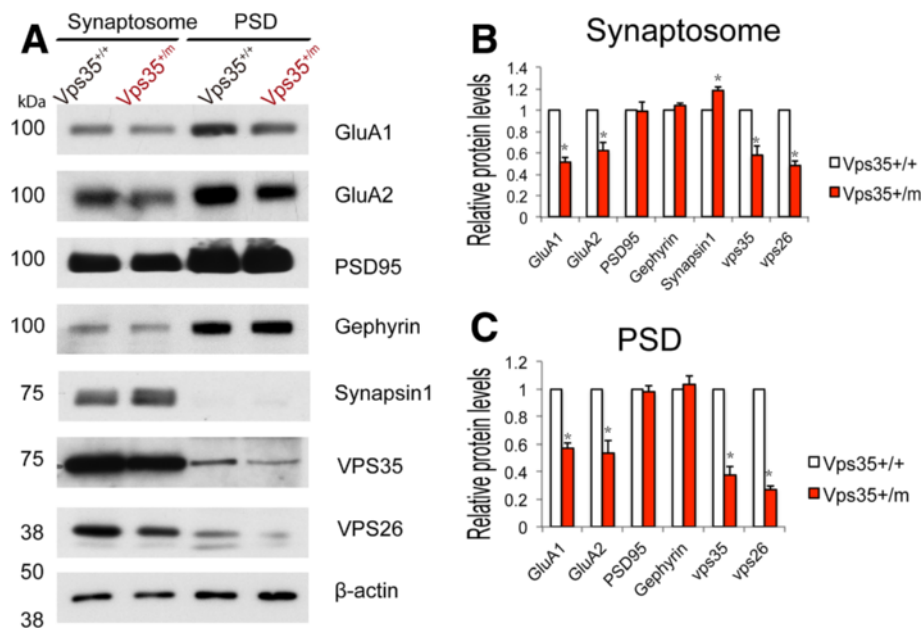 A
Synaptosome PSD
Vps35+/+ Vps35+/m Vps35+/+ Vps35+/m
kDa
100 GluA1
100 GluA2
100 PSD95
100 Gephyrin
75 Synapsin1
75 VPS35
38 VPS26
50
β-actin
38
B
Synaptosome
Relative protein levels
1.4
1.2
1
0.8
0.6
0.4
0.2
0
* * * * *
GluA1 GluA2 PSD95 Gephyrin Synapsin1 vps35 vps26
Vps35+/+
Vps35+/m
C
PSD
Relative protein levels
1.2
1
0.8
0.6
0.4
0.2
0
* * * *
GluA1 GluA2 PSD95 Gephyrin vps35 vps26
Vps35+/+
Vps35+/m